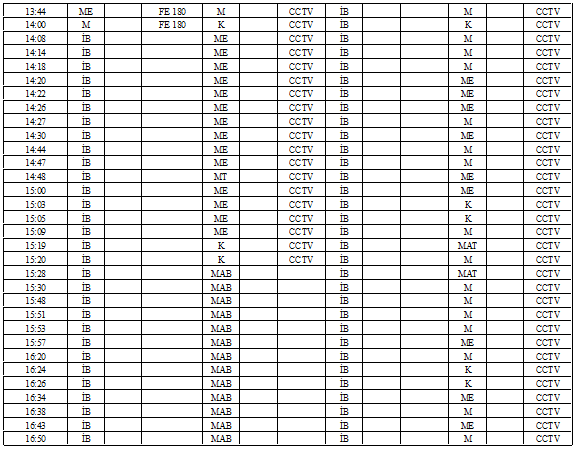 13:44 ME FE 180 M CCTV İB M CCTV
14:00 M FE 180 K CCTV İB K CCTV
14:08 İB ME CCTV İB M CCTV
14:14 İB ME CCTV İB M CCTV
14:18 İB ME CCTV İB M CCTV
14:20 İB ME CCTV İB ME CCTV
14:22 İB ME CCTV İB ME CCTV
14:26 İB ME CCTV İB ME CCTV
14:27 İB ME CCTV İB M CCTV
14:30 İB ME CCTV İB ME CCTV
14:44 İB ME CCTV İB M CCTV
14:47 İB ME CCTV İB M CCTV
14:48 İB MT CCTV İB ME CCTV
15:00 İB ME CCTV İB ME CCTV
15:03 İB ME CCTV İB K CCTV
15:05 İB ME CCTV İB K CCTV
15:09 İB ME CCTV İB M CCTV
15:19 İB K CCTV İB MAT CCTV
15:20 İB K CCTV İB M CCTV
15:28 İB MAB İB MAT CCTV
15:30 İB MAB İB M CCTV
15:48 İB MAB İB M CCTV
15:51 İB MAB İB M CCTV
15:53 İB MAB İB M CCTV
15:57 İB MAB İB ME CCTV
16:20 İB MAB İB M CCTV
16:24 İB MAB İB K CCTV
16:26 İB MAB İB K CCTV
16:34 İB MAB İB ME CCTV
16:38 İB MAB İB M CCTV
16:43 İB MAB İB ME CCTV
16:50 İB MAB İB M CCTV